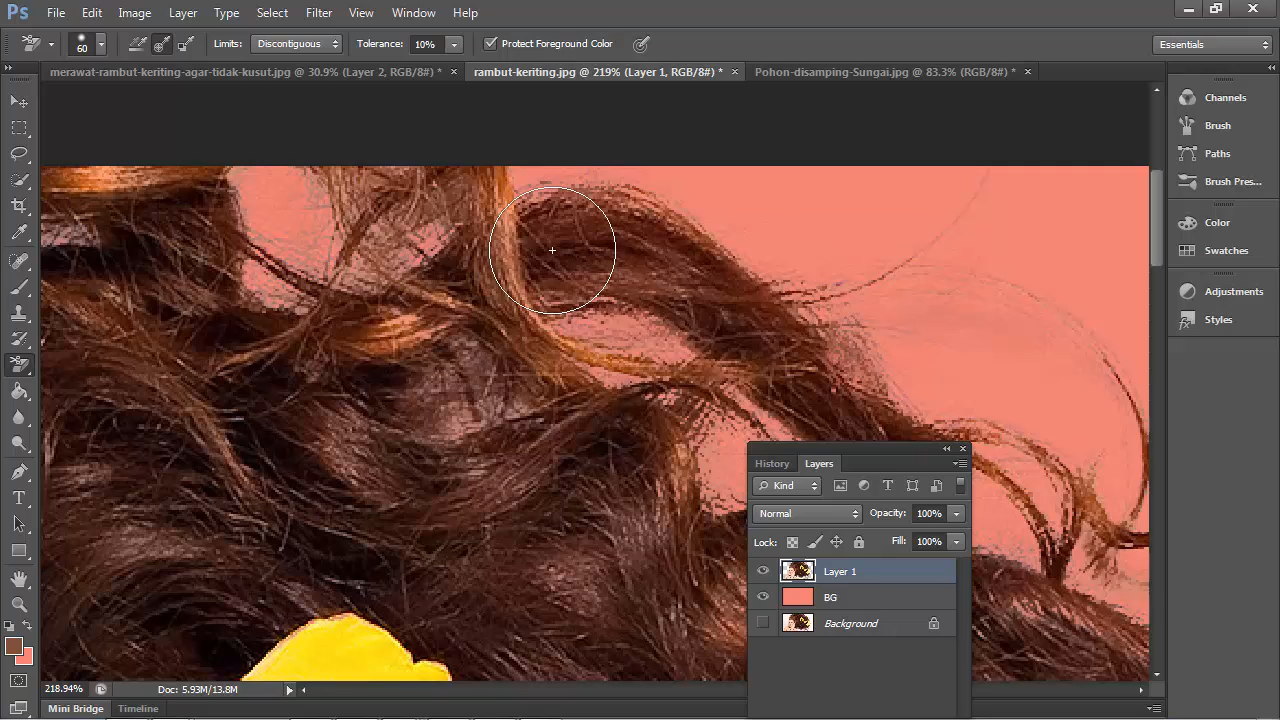 Ps File Edit Image Layer Type Select Filter View Window Help
60 Limits: Discontiguous Tolerance: 10% Protect Foreground Color Essentials
merawat-rambut-keriting-agar-tidak-kusut.jpg @ 30.9% (Layer 2, RGB/8#) * × rambut-keriting.jpg @ 219% (Layer 1, RGB/8#) * × Pohon-disamping-Sungai.jpg @ 83.3% (RGB/8#) * ×
Channels
Brush
Paths
Brush Pres...
Color
Swatches
Adjustments
Styles
History Layers
Kind
Normal Opacity: 100%
Lock: Fill: 100%
Layer 1
BG
Background
218.94% Doc: 5.93M/13.8M
Mini Bridge Timeline